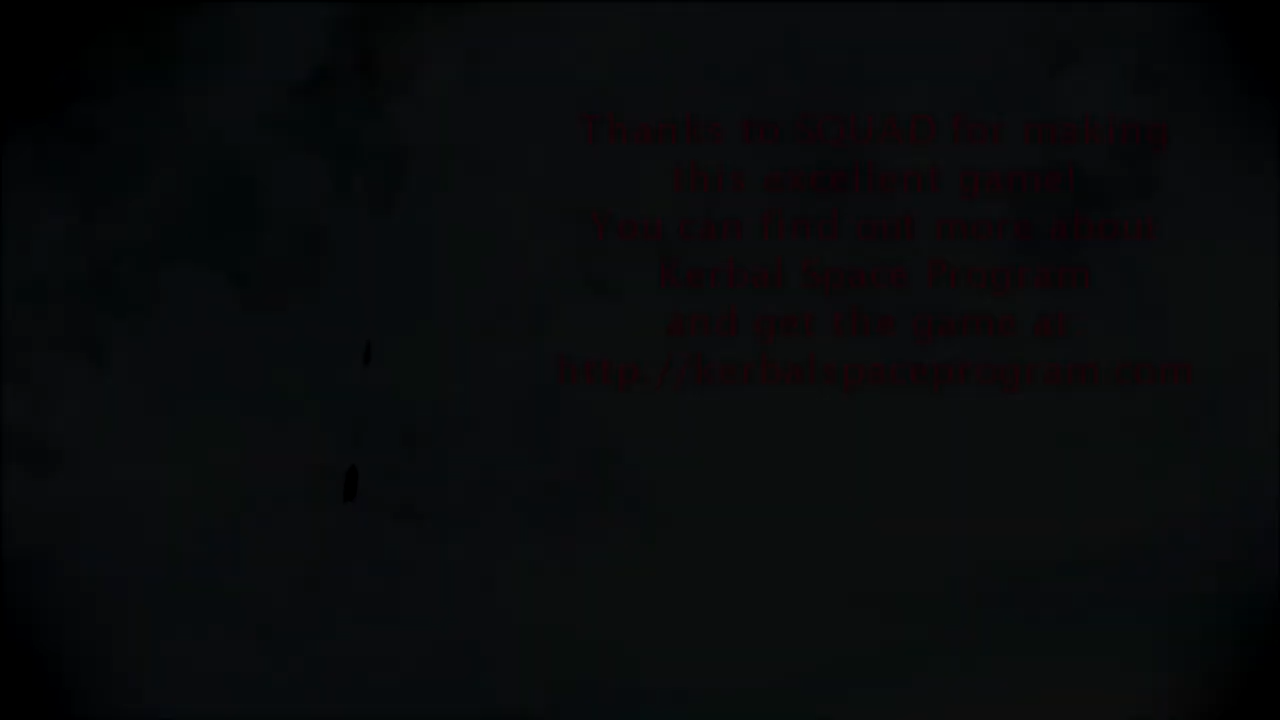 Thanks to SQUAD for making
this excellent game!
You can find out more about
Kerbal Space Program
and get the game at
http://kerbalspaceprogram.com